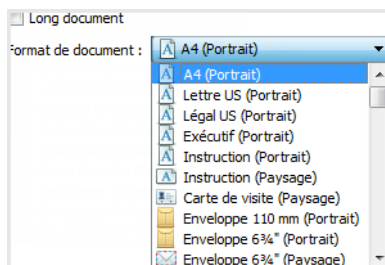 Long document
Format de document : A4 (Portrait)
A4 (Portrait)
Lettre US (Portrait)
Légal US (Portrait)
Exécutif (Portrait)
Instruction (Portrait)
Instruction (Paysage)
Carte de visite (Paysage)
Enveloppe 110 mm (Portrait)
Enveloppe 6¾" (Portrait)
Enveloppe 6¾" (Paysage)